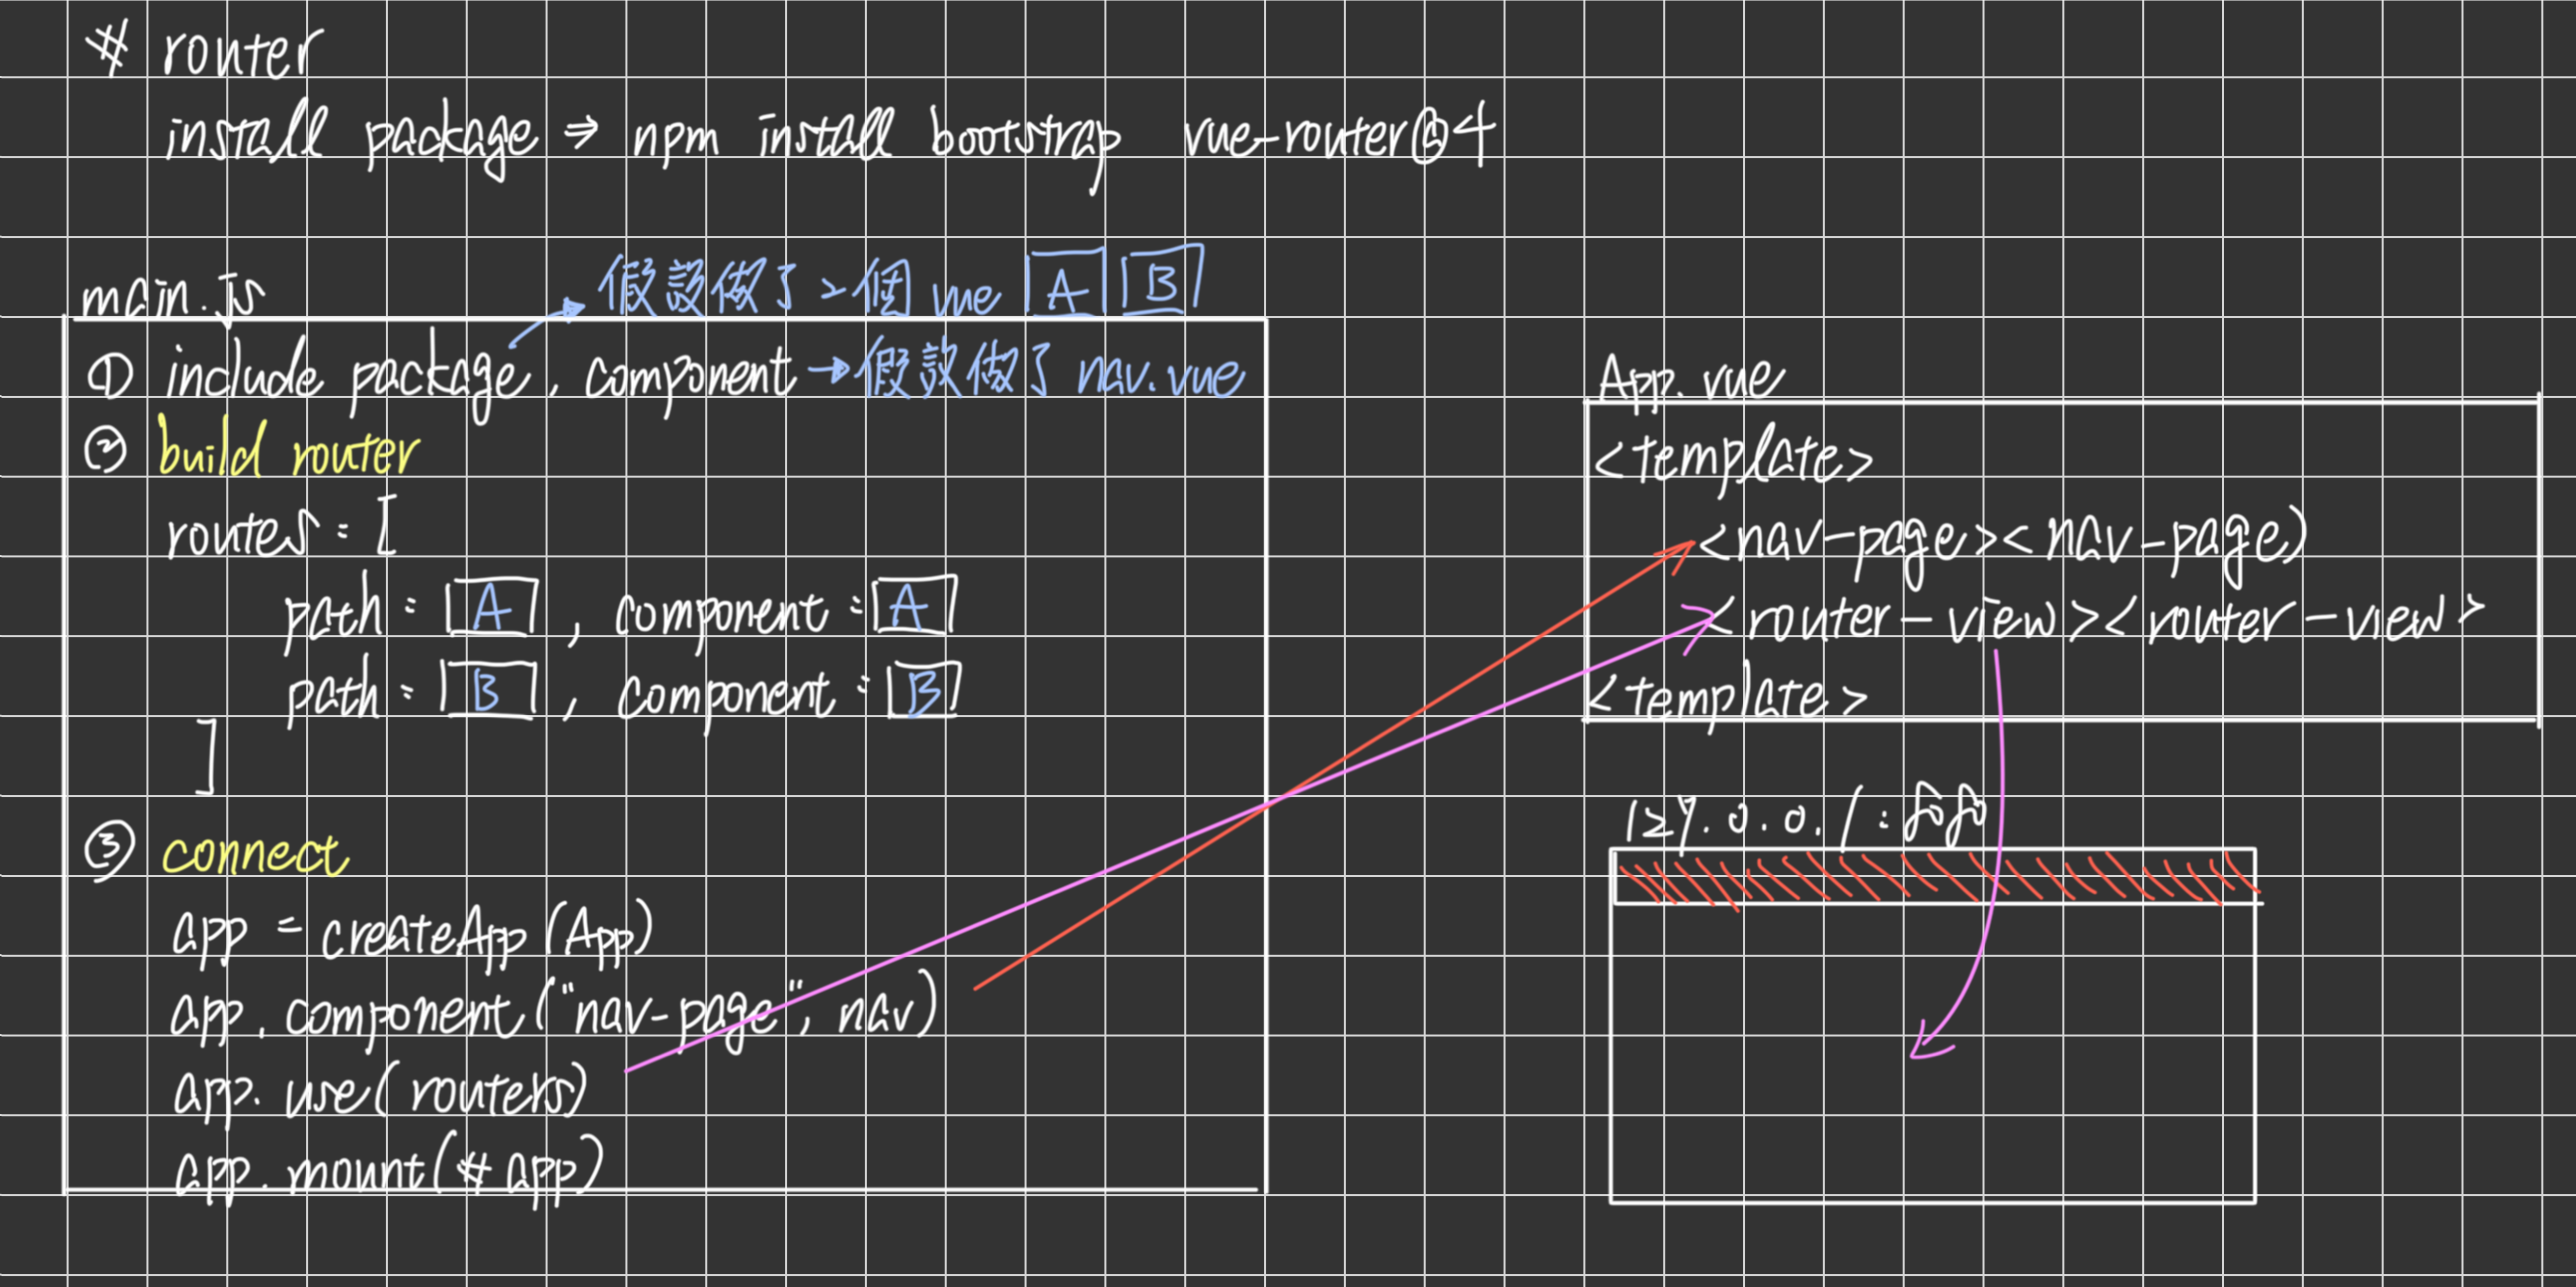 # router
install package ⇒ npm install bootstrap vue-router@4
main.js
假設做了2個 vue A B
① include package, component → 假設做了 nav.vue
② build router
routes = [
path : A , component : A
path : B , component : B
]
③ connect
app = createApp (App)
app. component ("nav-page", nav)
app. use( routers)
app. mount(# app)
App. vue
<template>
<nav-page>< nav-page)
< router - view >< router - view >
<template>
127. 0. 0. 1 : 8080